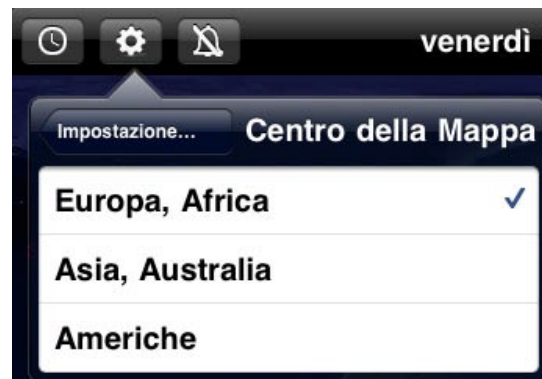 venerdì
Impostazione...
Centro della Mappa
Europa, Africa
Asia, Australia
Americhe